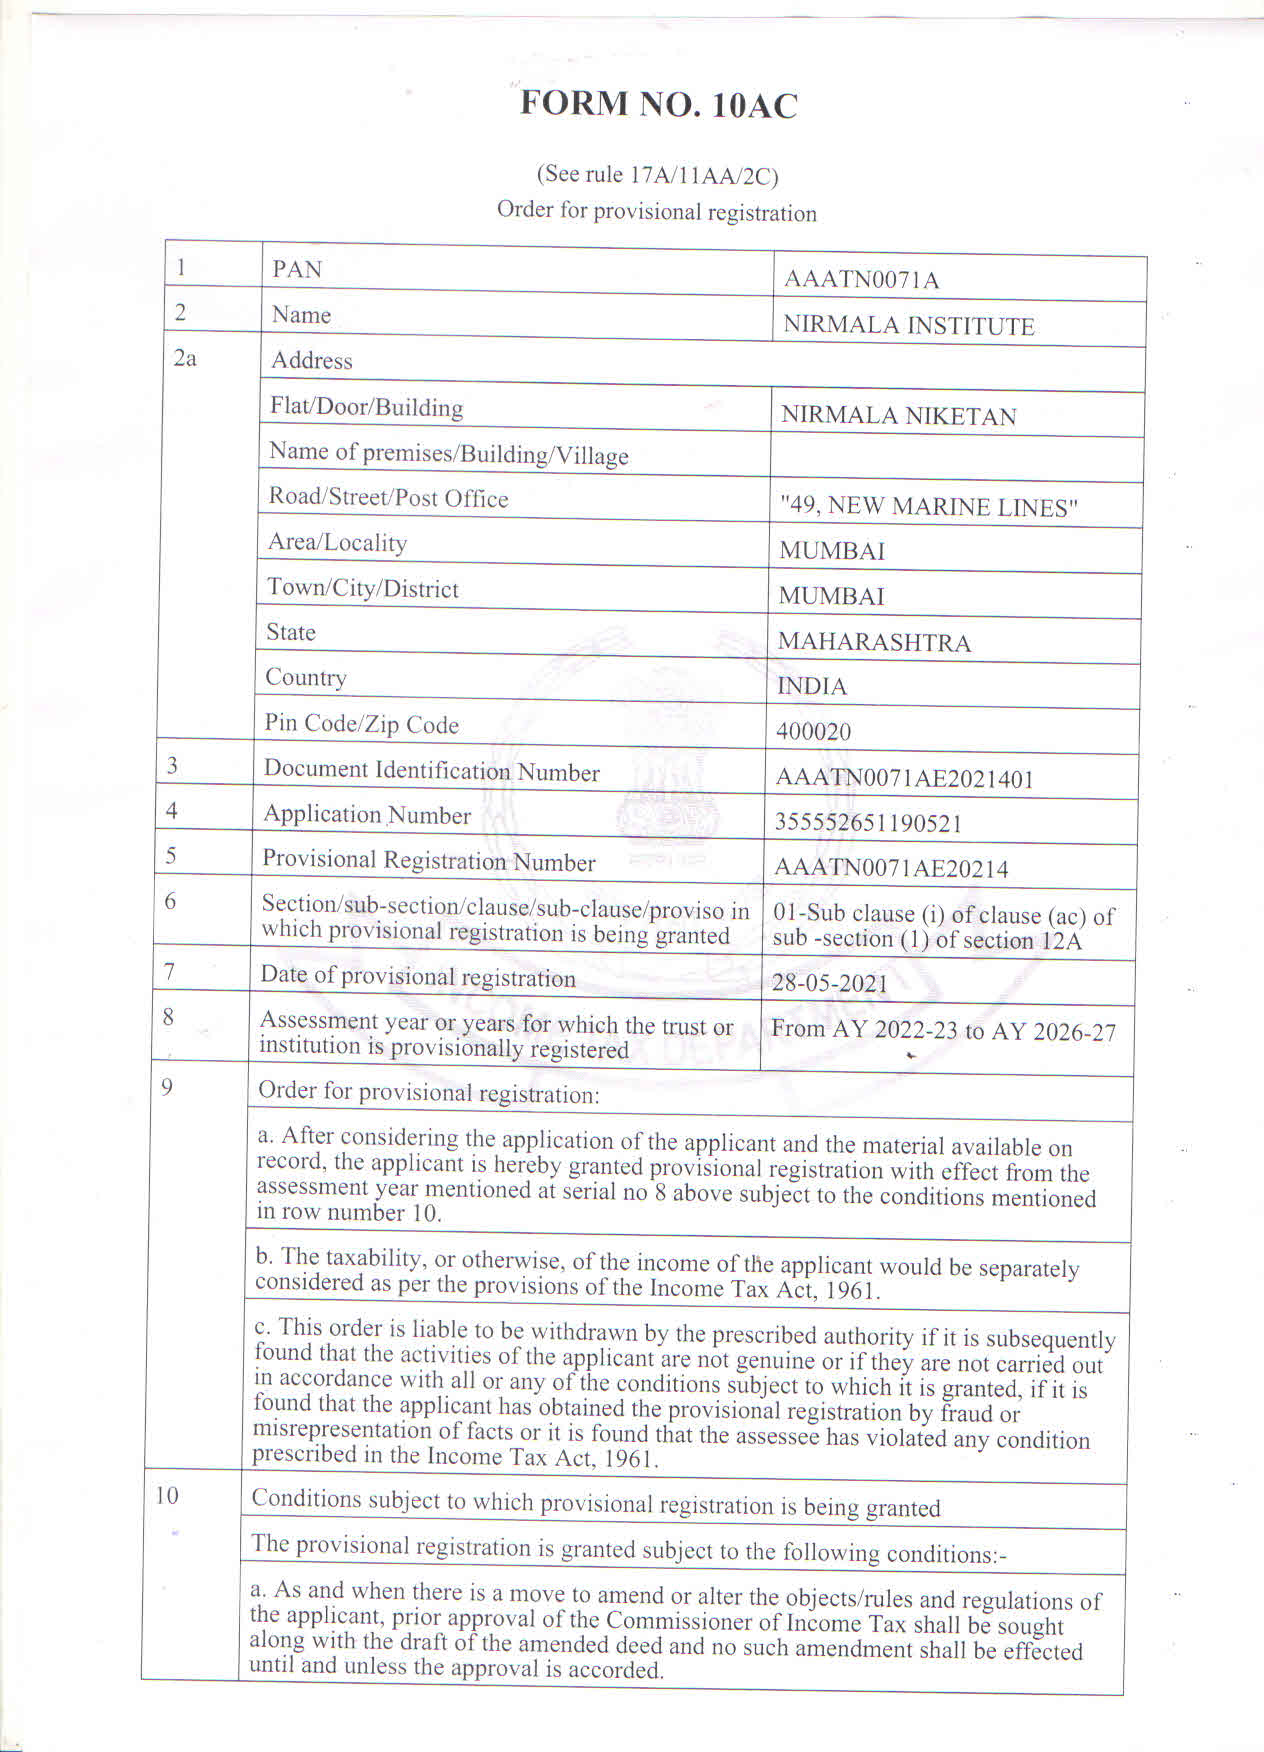 FORM NO. 10AC
(See rule 17A/11AA/2C)
Order for provisional registration
1 PAN AAATN0071A
2 Name NIRMALA INSTITUTE
2a Address
Flat/Door/Building NIRMALA NIKETAN
Name of premises/Building/Village
Road/Street/Post Office "49, NEW MARINE LINES"
Area/Locality MUMBAI
Town/City/District MUMBAI
State MAHARASHTRA
Country INDIA
Pin Code/Zip Code 400020
3 Document Identification Number AAATN0071AE2021401
4 Application Number 355552651190521
5 Provisional Registration Number AAATN0071AE20214
6 Section/sub-section/clause/sub-clause/proviso in 01-Sub clause (i) of clause (ac) of
which provisional registration is being granted sub -section (1) of section 12A
7 Date of provisional registration 28-05-2021
8 Assessment year or years for which the trust or From AY 2022-23 to AY 2026-27
institution is provisionally registered
INCOME TAX DEPARTMENT
9 Order for provisional registration:
a. After considering the application of the applicant and the material available on
record, the applicant is hereby granted provisional registration with effect from the
assessment year mentioned at serial no 8 above subject to the conditions mentioned
in row number 10.
b. The taxability, or otherwise, of the income of the applicant would be separately
considered as per the provisions of the Income Tax Act, 1961.
c. This order is liable to be withdrawn by the prescribed authority if it is subsequently
found that the activities of the applicant are not genuine or if they are not carried out
in accordance with all or any of the conditions subject to which it is granted, if it is
found that the applicant has obtained the provisional registration by fraud or
misrepresentation of facts or it is found that the assessee has violated any condition
prescribed in the Income Tax Act, 1961.
10 Conditions subject to which provisional registration is being granted
The provisional registration is granted subject to the following conditions:-
a. As and when there is a move to amend or alter the objects/rules and regulations of
the applicant, prior approval of the Commissioner of Income Tax shall be sought
along with the draft of the amended deed and no such amendment shall be effected
until and unless the approval is accorded.